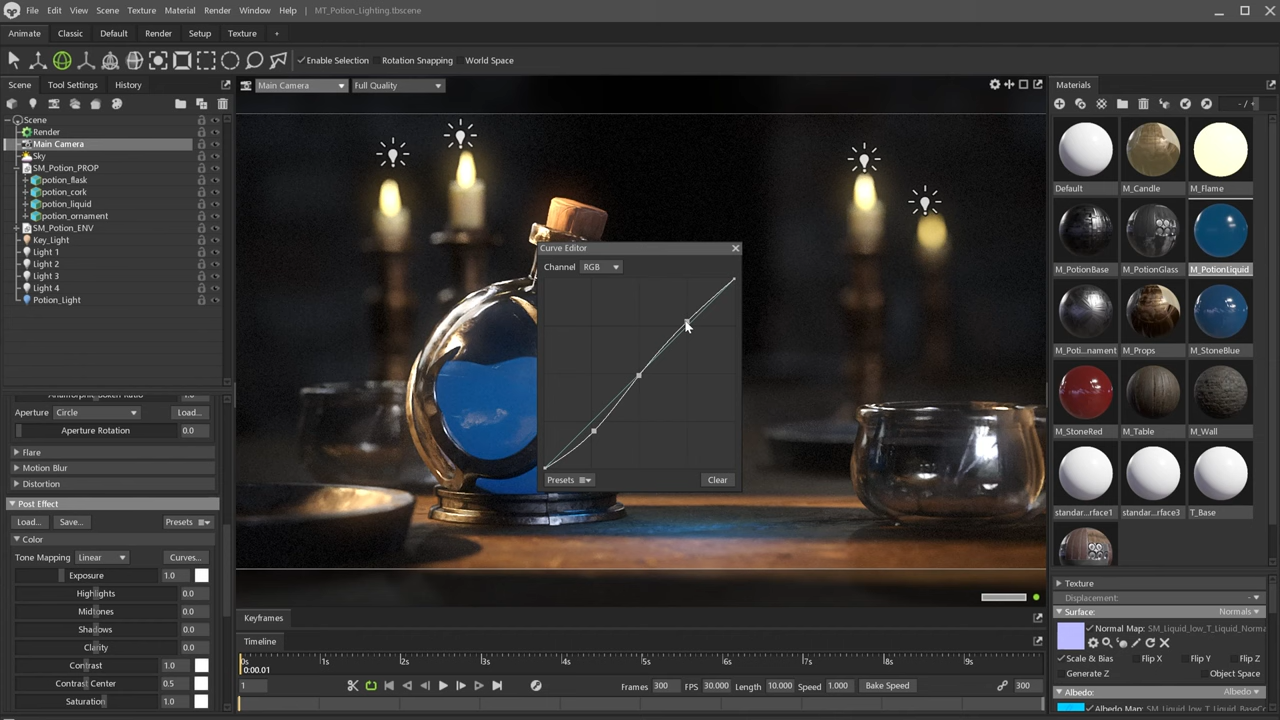 File Edit View Scene Texture Material Render Window Help MT_Potion_Lighting.tbscene
Animate Classic Default Render Setup Texture +
Enable Selection Rotation Snapping World Space
Scene Tool Settings History
Scene
Render
Main Camera
Sky
SM_Potion_PROP
potion_flask
potion_cork
potion_liquid
potion_ornament
SM_Potion_ENV
Key_Light
Light 1
Light 2
Light 3
Light 4
Potion_Light
Aperture Circle Load...
Aperture Rotation 0.0
Flare
Motion Blur
Distortion
Post Effect
Load... Save... Presets
Color
Tone Mapping Linear Curves...
Exposure 1.0
Highlights 0.0
Midtones 0.0
Shadows 0.0
Clarity 0.0
Contrast 1.0
Contrast Center 0.5
Saturation 1.0
Main Camera Full Quality
Curve Editor
Channel RGB
Presets Clear
Keyframes
Timeline
0s 1s 2s 3s 4s 5s 6s 7s 8s 9s
0:00.01
1 Frames 300 FPS 30.000 Length 10.000 Speed 1.000 Bake Speed 300
Materials
- /
Default M_Candle M_Flame
M_PotionBase M_PotionGlass M_PotionLiquid
M_Poti...nament M_Props M_StoneBlue
M_StoneRed M_Table M_Wall
standar...rface1 standar...rface3 T_Base
Texture
Displacement: -
Surface: Normals
Normal Map: SM_Liquid_low_T_Liquid_Norma
Scale & Bias Flip X Flip Y Flip Z
Generate Z Object Space
Albedo: Albedo
Albedo Map: SM_Liquid_low_T_Liquid_BaseCo